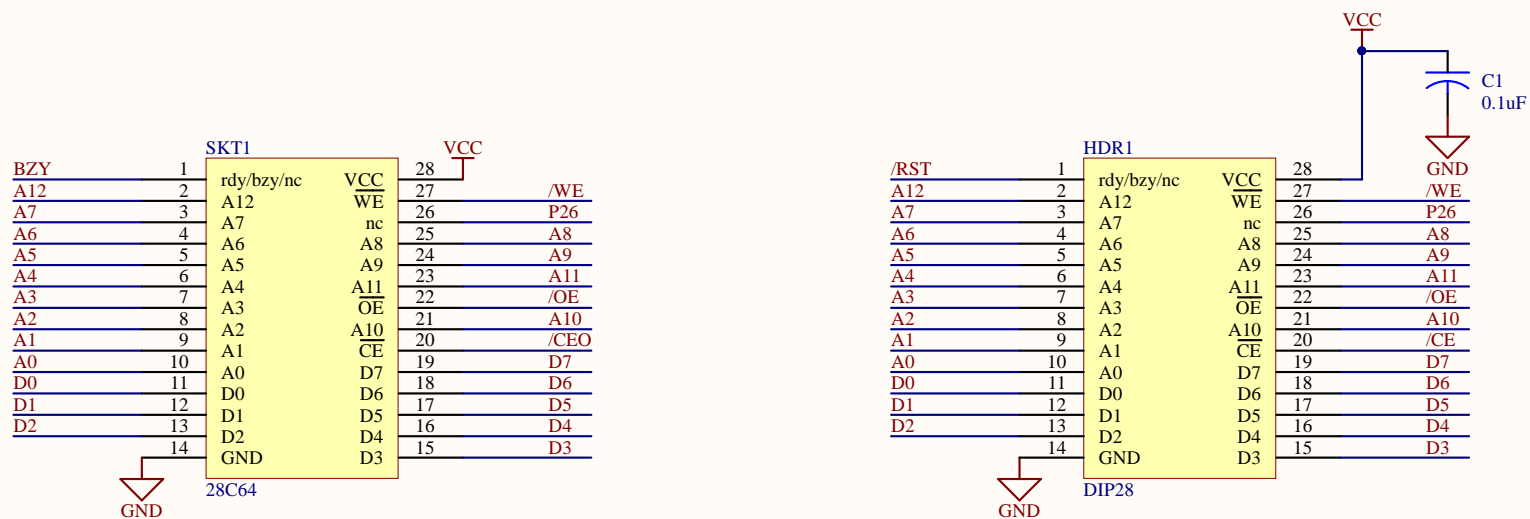 VCC
C1
0.1uF
GND
SKT1
VCC
BZY 1 rdy/bzy/nc VCC 28
A12 2 A12 WE 27 /WE
A7 3 A7 nc 26 P26
A6 4 A6 A8 25 A8
A5 5 A5 A9 24 A9
A4 6 A4 A11 23 A11
A3 7 A3 OE 22 /OE
A2 8 A2 A10 21 A10
A1 9 A1 CE 20 /CEO
A0 10 A0 D7 19 D7
D0 11 D0 D6 18 D6
D1 12 D1 D5 17 D5
D2 13 D2 D4 16 D4
14 GND D3 15 D3
GND
28C64
HDR1
/RST 1 rdy/bzy/nc VCC 28
A12 2 A12 WE 27 /WE
A7 3 A7 nc 26 P26
A6 4 A6 A8 25 A8
A5 5 A5 A9 24 A9
A4 6 A4 A11 23 A11
A3 7 A3 OE 22 /OE
A2 8 A2 A10 21 A10
A1 9 A1 CE 20 /CE
A0 10 A0 D7 19 D7
D0 11 D0 D6 18 D6
D1 12 D1 D5 17 D5
D2 13 D2 D4 16 D4
14 GND D3 15 D3
GND
DIP28